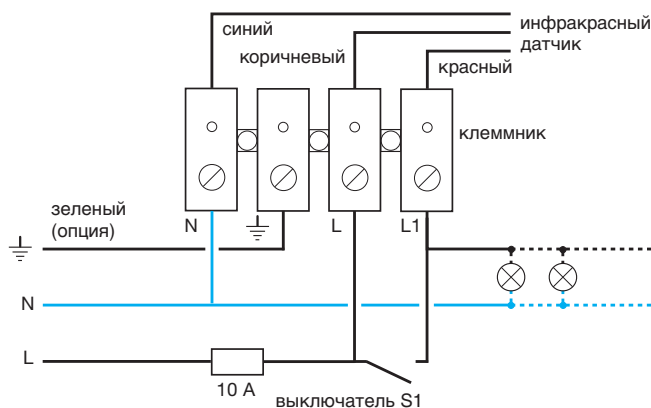 синий
инфракрасный
датчик
коричневый
красный
клеммник
зеленый
(опция)
N
L
L1
N
L
10 А
выключатель S1